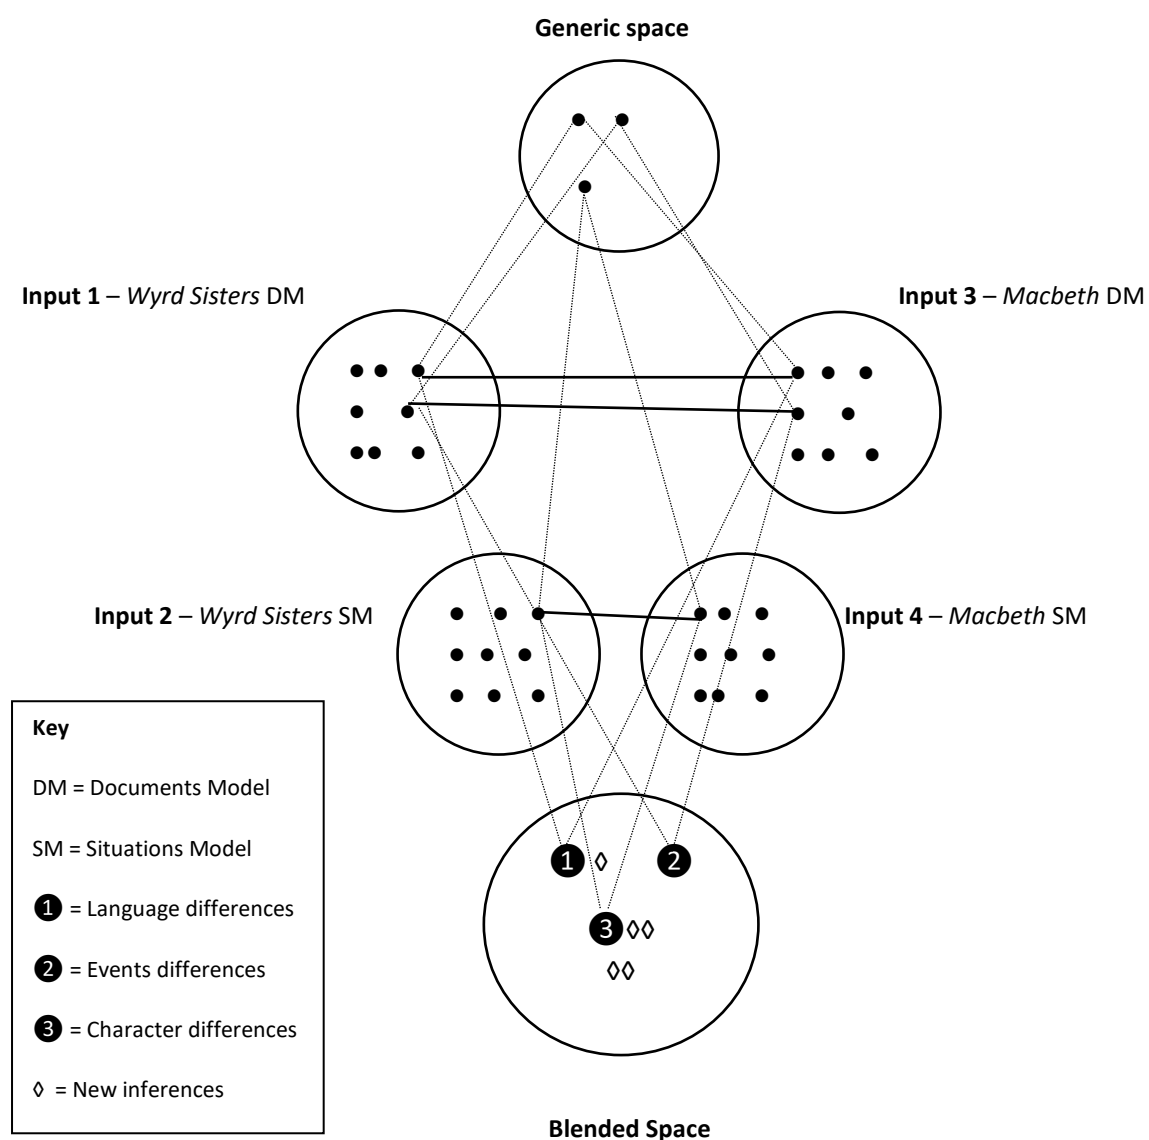 Generic space
Input 1 – Wyrd Sisters DM
Input 3 – Macbeth DM
Input 2 – Wyrd Sisters SM
Input 4 – Macbeth SM
Key
DM = Documents Model
SM = Situations Model
1 = Language differences
2 = Events differences
3 = Character differences
◊ = New inferences
1 ◊ 2
3 ◊◊
◊◊
Blended Space